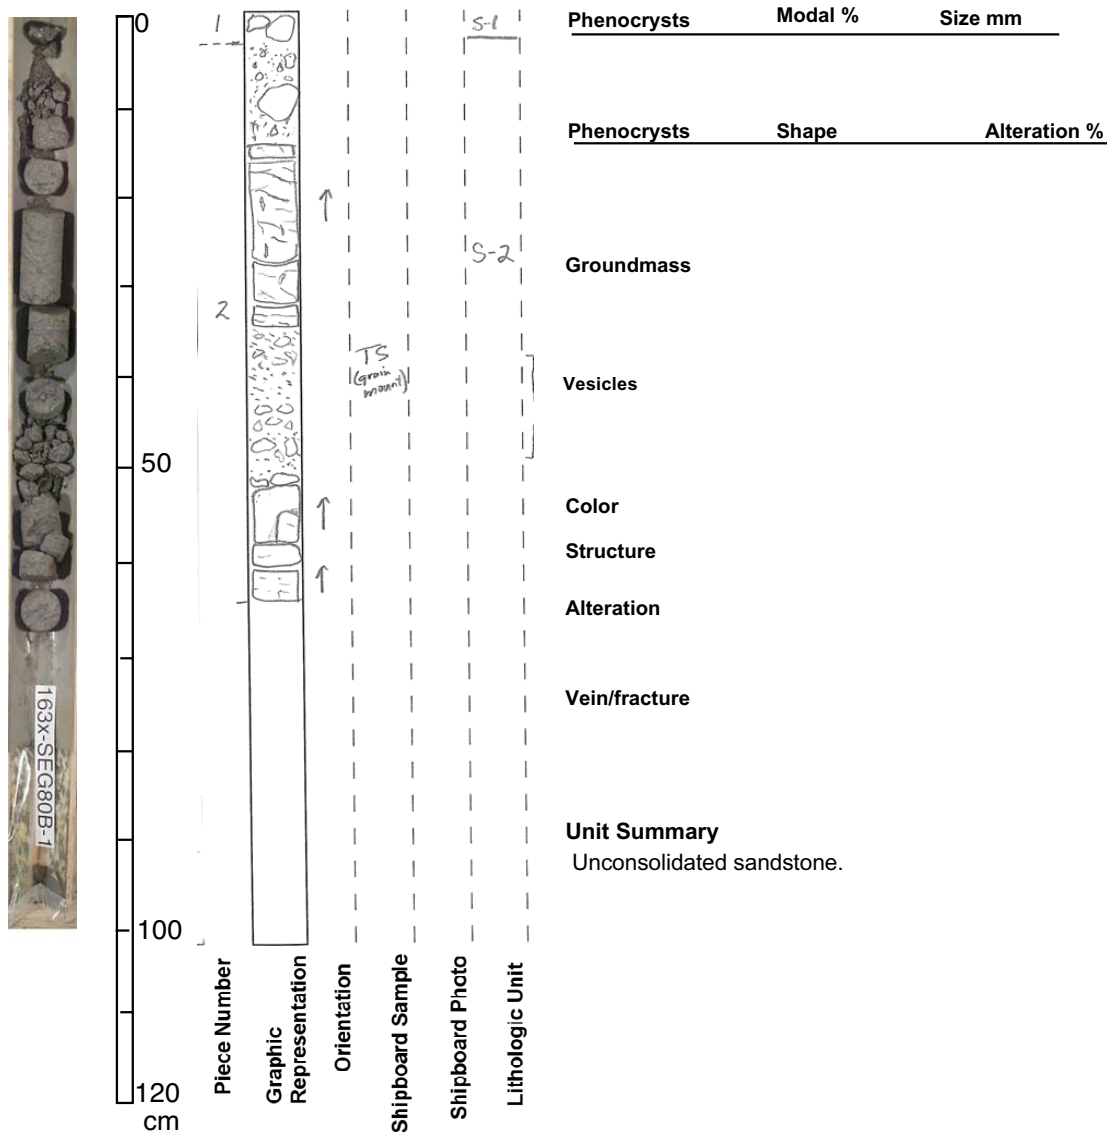 0
1
S-1
Phenocrysts Modal % Size mm
Phenocrysts Shape Alteration %
S-2
Groundmass
2
TS
(grain
mount)
Vesicles
50
Color
Structure
Alteration
163x-SEG80B-1
Vein/fracture
Unit Summary
Unconsolidated sandstone.
100
120
cm
Piece Number
Graphic
Representation
Orientation
Shipboard Sample
Shipboard Photo
Lithologic Unit